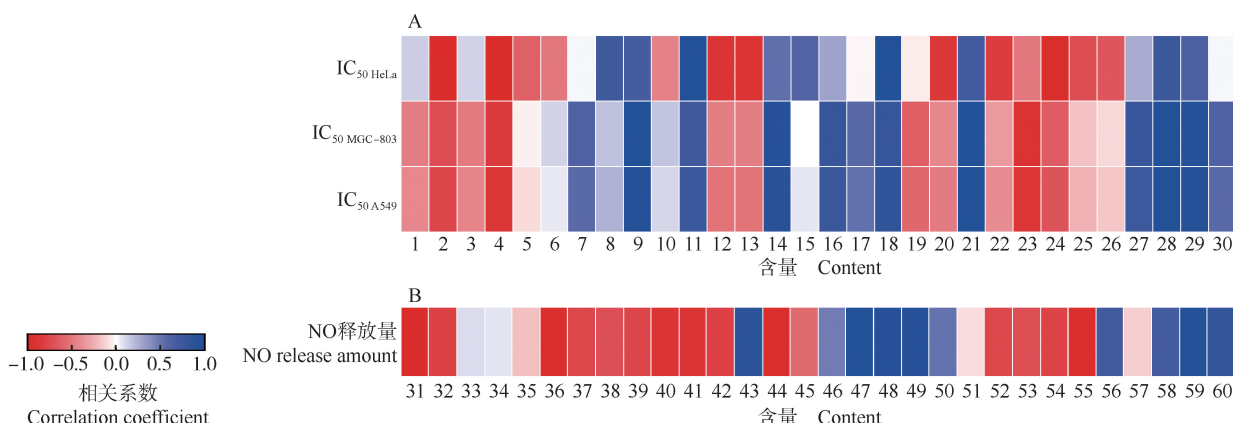 A
IC50 HeLa
IC50 MGC-803
IC50 A549
1 2 3 4 5 6 7 8 9 10 11 12 13 14 15 16 17 18 19 20 21 22 23 24 25 26 27 28 29 30
含量 Content
B
NO释放量
NO release amount
31 32 33 34 35 36 37 38 39 40 41 42 43 44 45 46 47 48 49 50 51 52 53 54 55 56 57 58 59 60
含量 Content
-1.0 -0.5 0.0 0.5 1.0
相关系数
Correlation coefficient